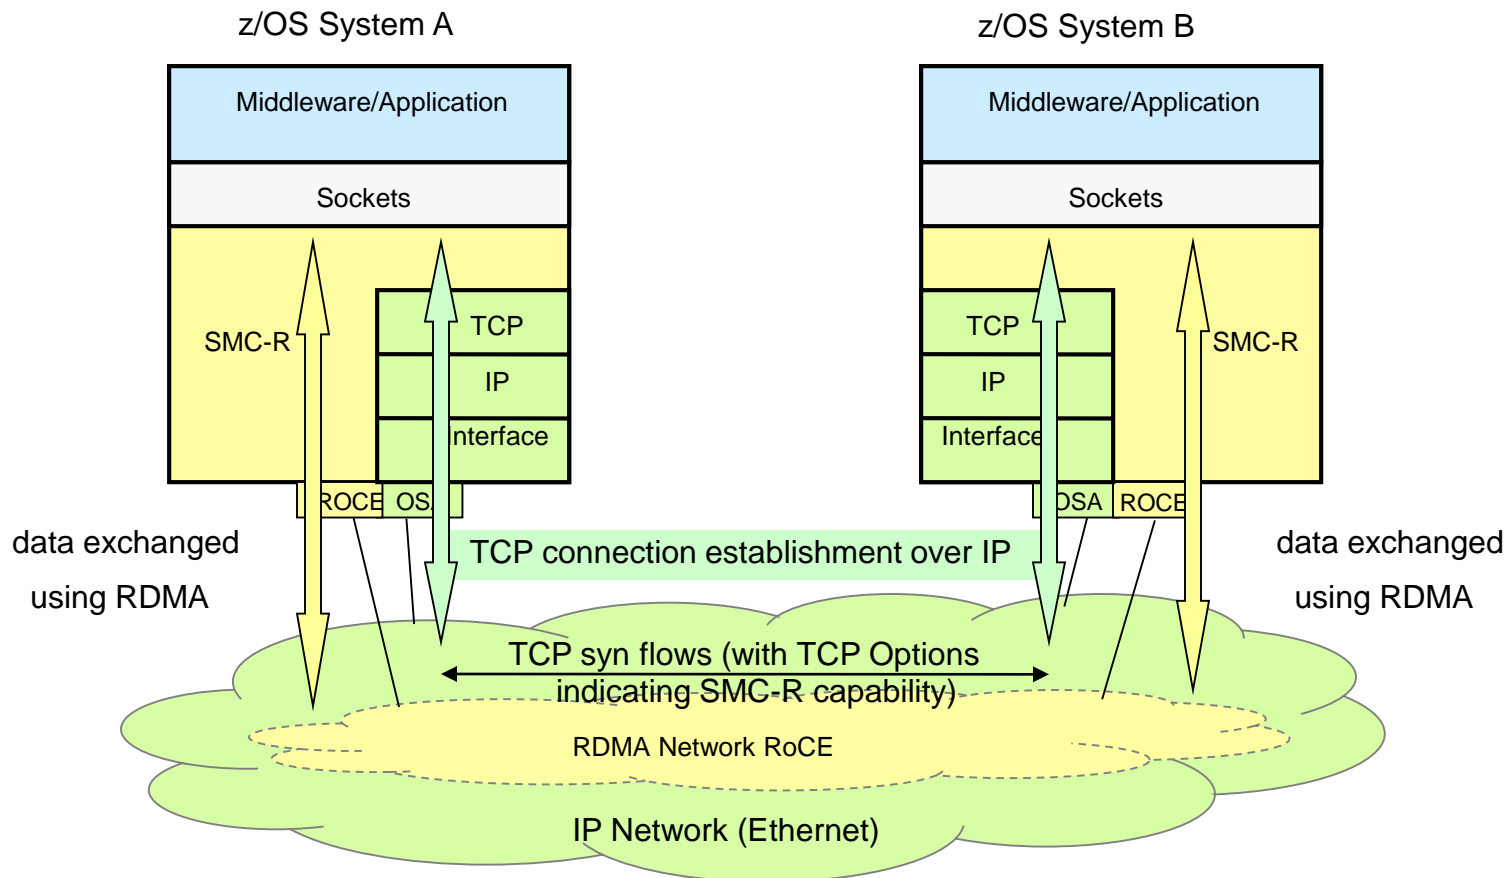 z/OS System A
z/OS System B
Middleware/Application
Middleware/Application
Sockets
Sockets
SMC-R
TCP
IP
Interface
TCP
IP
Interface
SMC-R
ROCE
OSA
OSA
ROCE
data exchanged
using RDMA
TCP connection establishment over IP
data exchanged
using RDMA
TCP syn flows (with TCP Options
indicating SMC-R capability)
RDMA Network RoCE
IP Network (Ethernet)